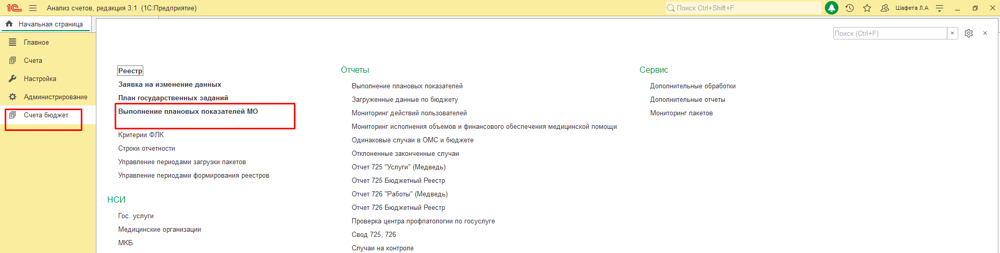 1С Анализ счетов, редакция 3.1 (1С:Предприятие) Поиск Ctrl+Shift+F Шафета Л.А
Начальная страница
Поиск (Ctrl+F)
Главное
Счета
Настройка
Администрирование
Счета бюджет
Реестр
Заявка на изменение данных
План государственных заданий
Выполнение плановых показателей МО
Критерии ФЛК
Строки отчетности
Управление периодами загрузки пакетов
Управление периодами формирования реестров
НСИ
Гос. услуги
Медицинские организации
МКБ
Отчеты
Выполнение плановых показателей
Загруженные данные по бюджету
Мониторинг действий пользователей
Мониторинг исполнения объемов и финансового обеспечения медицинской помощи
Одинаковые случаи в ОМС и бюджете
Отклоненные законченные случаи
Отчет 725 "Услуги" (Медведь)
Отчет 725 Бюджетный Реестр
Отчет 726 "Работы" (Медведь)
Отчет 726 Бюджетный Реестр
Проверка центра профпатологии по госуслуге
Свод 725, 726
Случаи на контроле
Сервис
Дополнительные обработки
Дополнительные отчеты
Мониторинг пакетов